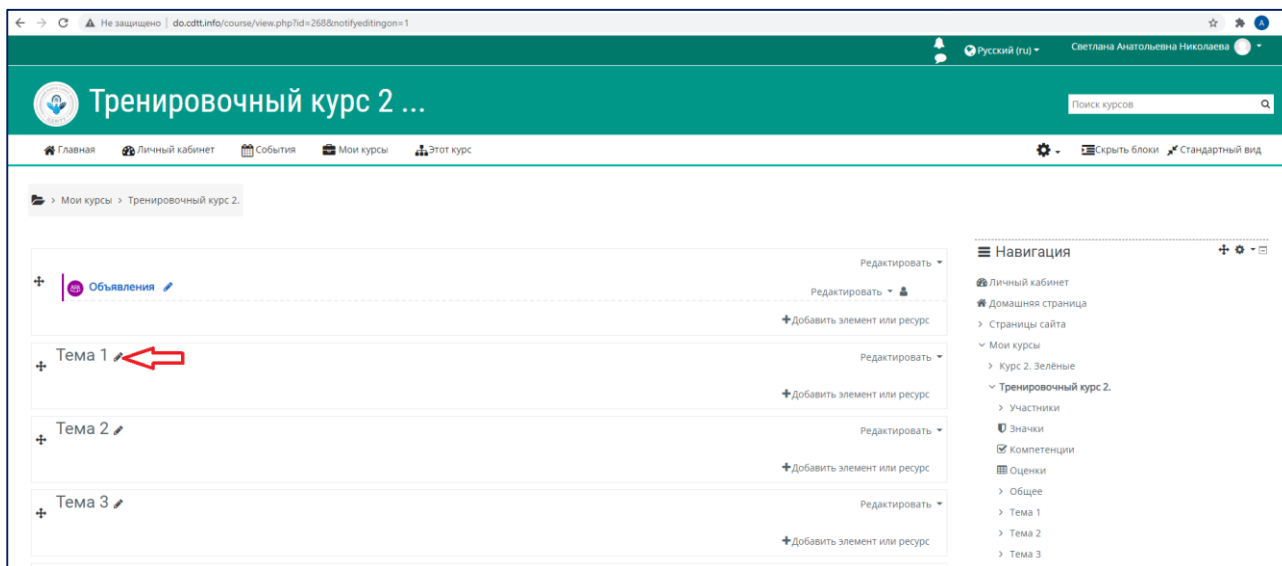 Не защищено | do.cdtt.info/course/view.php?id=268&notifyeditingon=1
Русский (ru)
Светлана Анатольевна Николаева
Тренировочный курс 2 ...
Поиск курсов
Главная Личный кабинет События Мои курсы Этот курс Скрыть блоки Стандартный вид
> Мои курсы > Тренировочный курс 2.
Редактировать
Объявления
Редактировать
+Добавить элемент или ресурс
Тема 1
Редактировать
+Добавить элемент или ресурс
Тема 2
Редактировать
+Добавить элемент или ресурс
Тема 3
Редактировать
+Добавить элемент или ресурс
Навигация
Личный кабинет
Домашняя страница
Страницы сайта
Мои курсы
Курс 2. Зелёные
Тренировочный курс 2.
Участники
Значки
Компетенции
Оценки
Общее
Тема 1
Тема 2
Тема 3